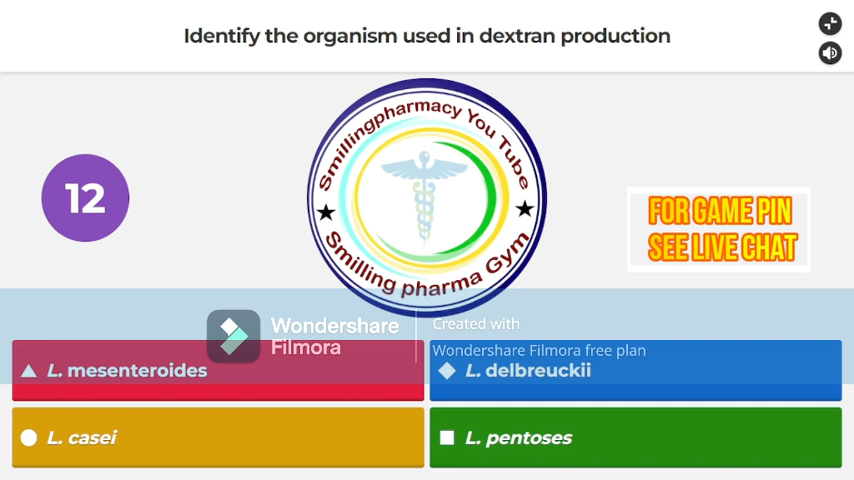 Identify the organism used in dextran production
12
Smillingpharmacy You Tube
Smilling pharma Gym
FOR GAME PIN
SEE LIVE CHAT
Wondershare
Filmora
Created with
Wondershare Filmora free plan
L. mesenteroides
L. delbreuckii
L. casei
L. pentoses